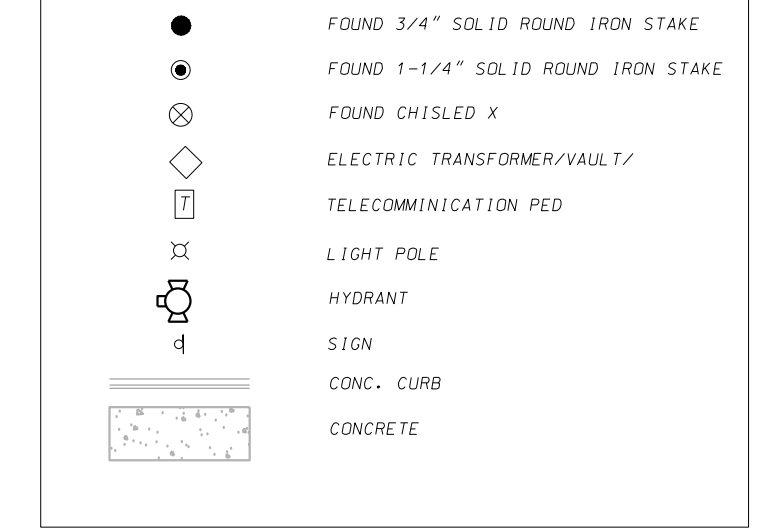 FOUND 3/4" SOLID ROUND IRON STAKE
FOUND 1-1/4" SOLID ROUND IRON STAKE
FOUND CHISLED X
ELECTRIC TRANSFORMER/VAULT/
T TELECOMMINICATION PED
LIGHT POLE
HYDRANT
SIGN
CONC. CURB
CONCRETE